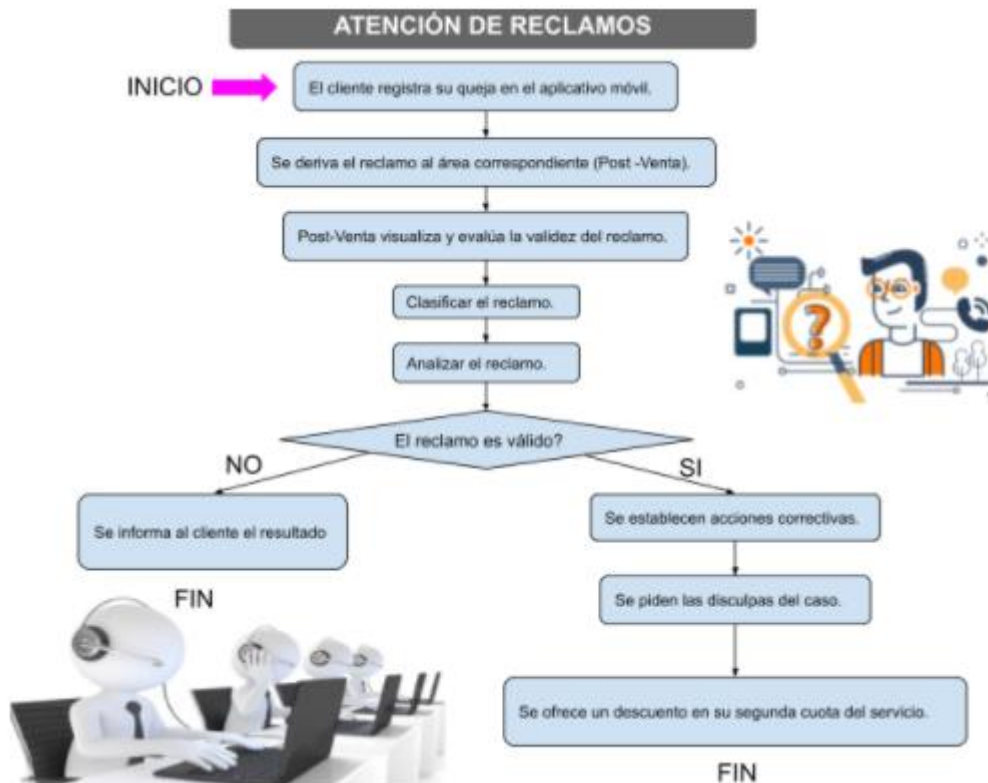 ATENCIÓN DE RECLAMOS
INICIO
El cliente registra su queja en el aplicativo móvil.
Se deriva el reclamo al área correspondiente (Post -Venta).
Post-Venta visualiza y evalúa la validez del reclamo.
Clasificar el reclamo.
Analizar el reclamo.
El reclamo es válido?
NO
SI
Se informa al cliente el resultado
FIN
Se establecen acciones correctivas.
Se piden las disculpas del caso.
Se ofrece un descuento en su segunda cuota del servicio.
FIN